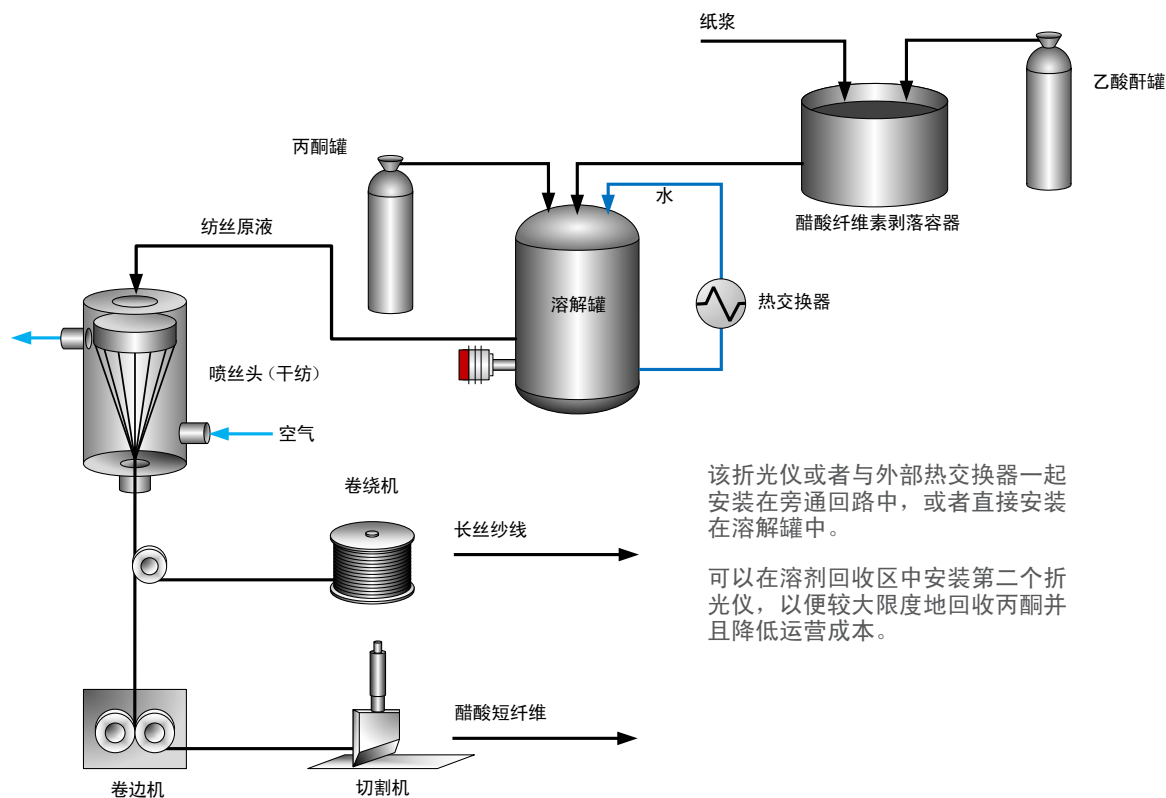 纸浆
乙酸酐罐
丙酮罐
水
醋酸纤维素剥落容器
纺丝原液
溶解罐
热交换器
喷丝头（干纺）
空气
该折光仪或者与外部热交换器一起
安装在旁通回路中，或者直接安装
在溶解罐中。
卷绕机
长丝纱线
可以在溶剂回收区中安装第二个折
光仪，以便较大限度地回收丙酮并
且降低运营成本。
醋酸短纤维
卷边机
切割机